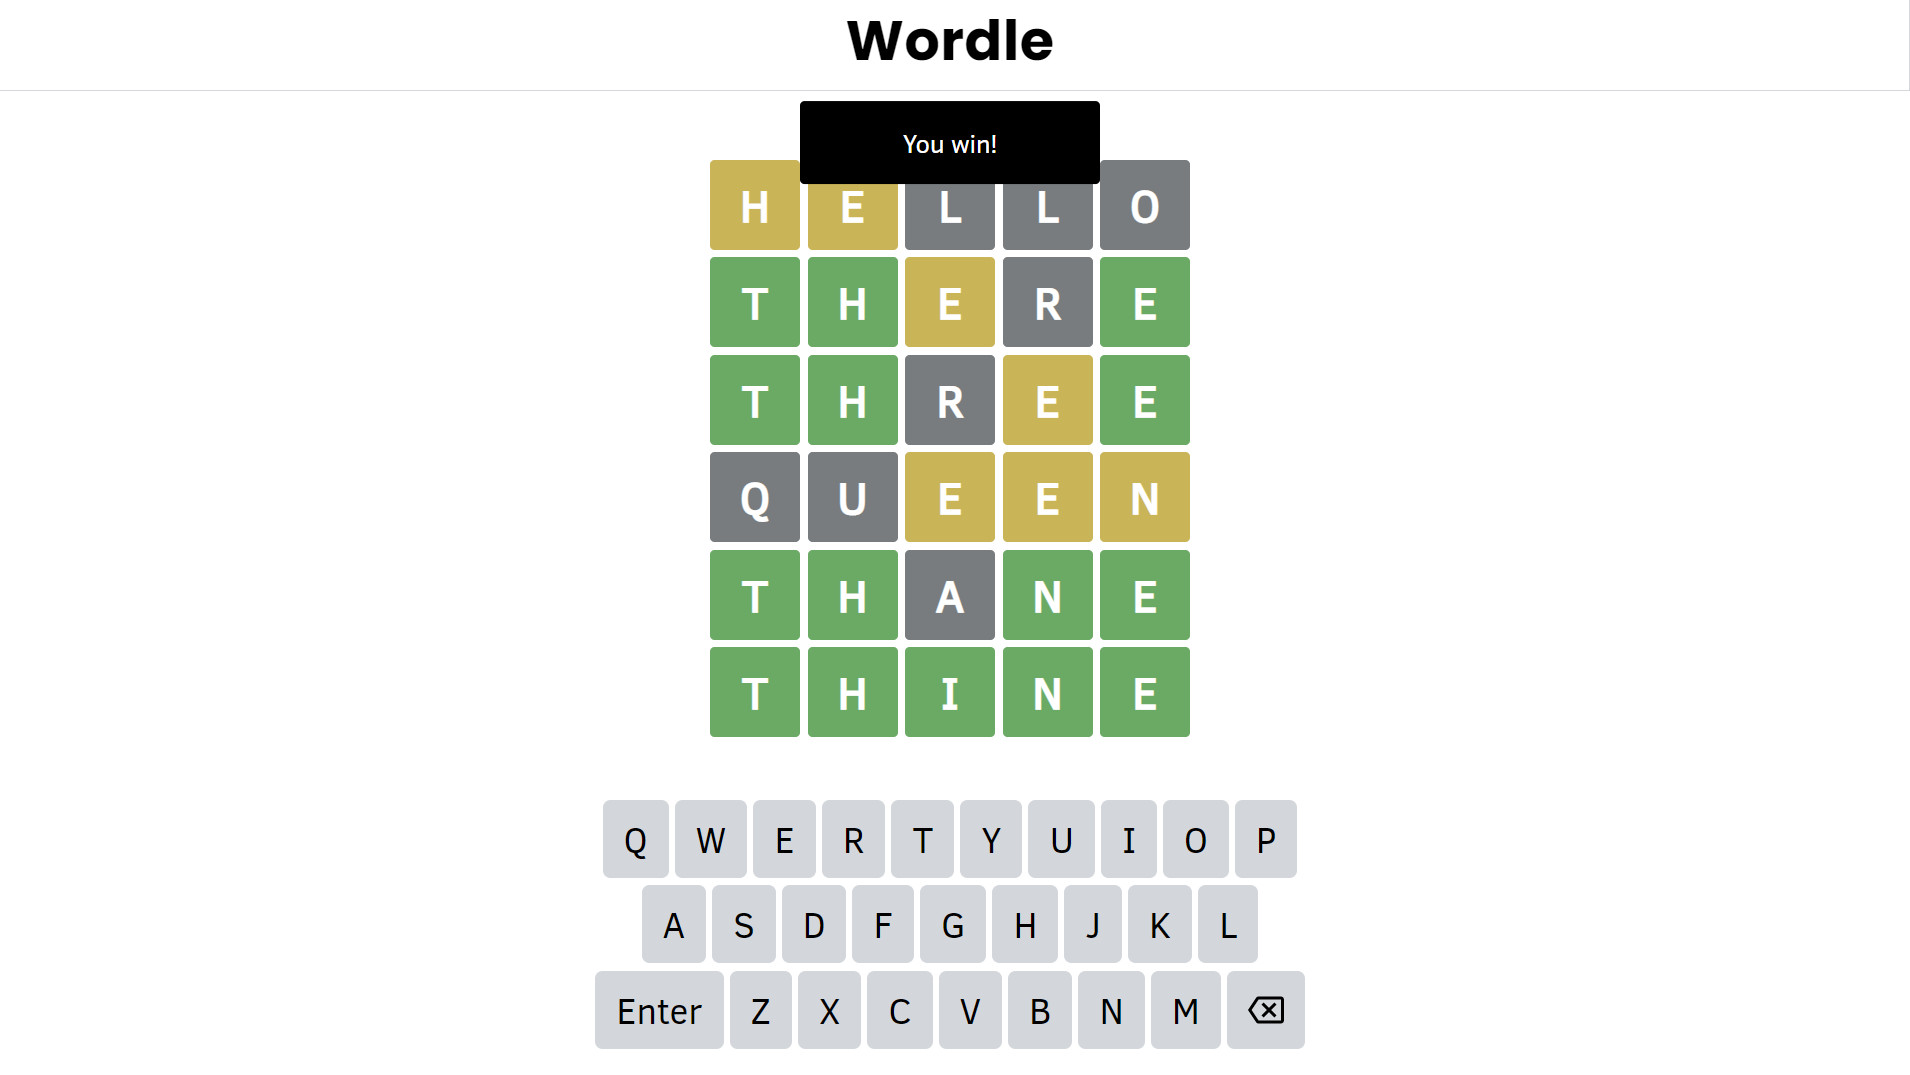 Wordle
You win!
H E L L O
T H E R E
T H R E E
Q U E E N
T H A N E
T H I N E
Q W E R T Y U I O P
A S D F G H J K L
Enter Z X C V B N M